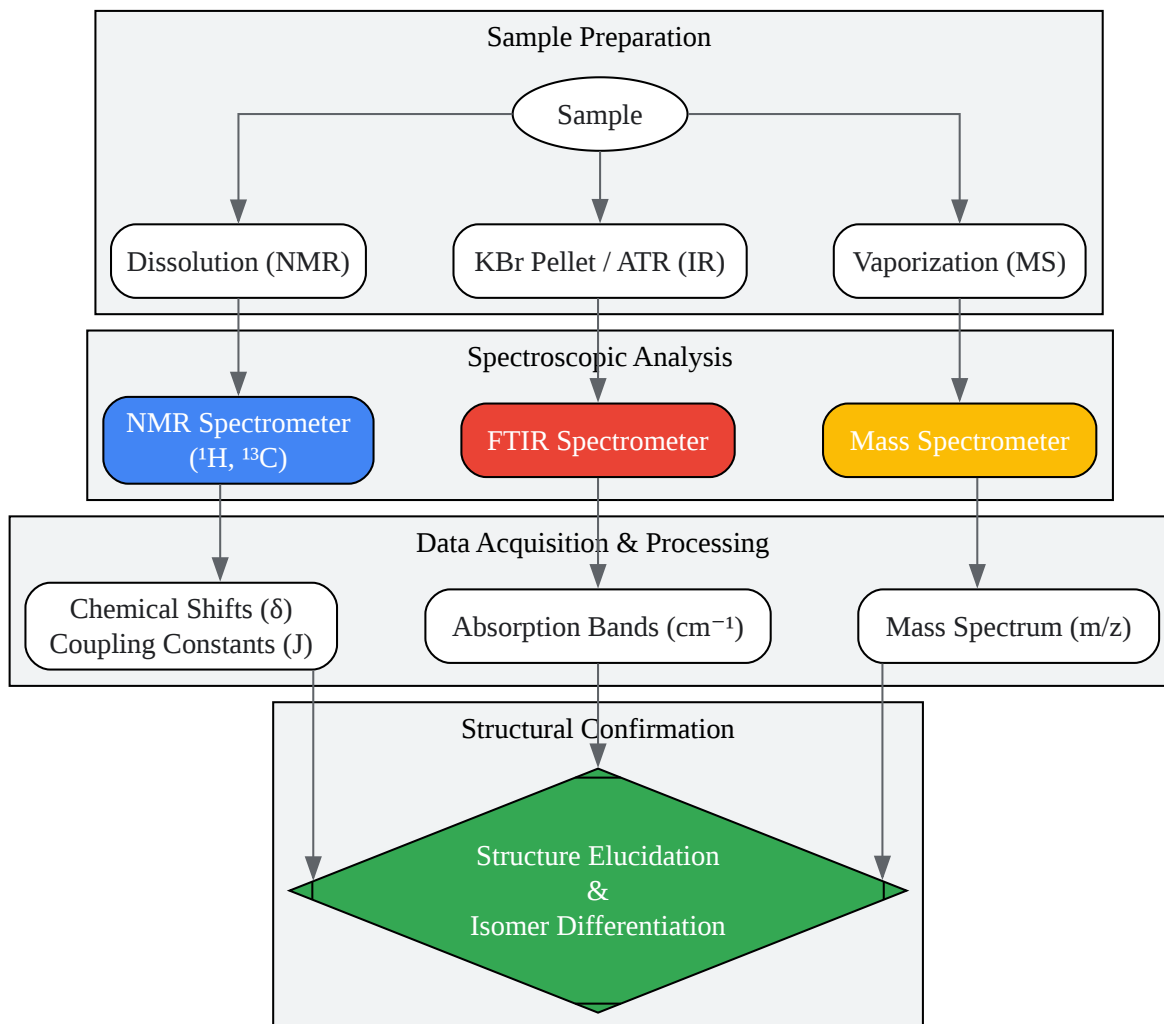 Sample Preparation
Sample
Dissolution (NMR)
KBr Pellet / ATR (IR)
Vaporization (MS)
Spectroscopic Analysis
NMR Spectrometer
(¹H, ¹³C)
FTIR Spectrometer
Mass Spectrometer
Data Acquisition & Processing
Chemical Shifts (δ)
Coupling Constants (J)
Absorption Bands (cm⁻¹)
Mass Spectrum (m/z)
Structural Confirmation
Structure Elucidation
&
Isomer Differentiation